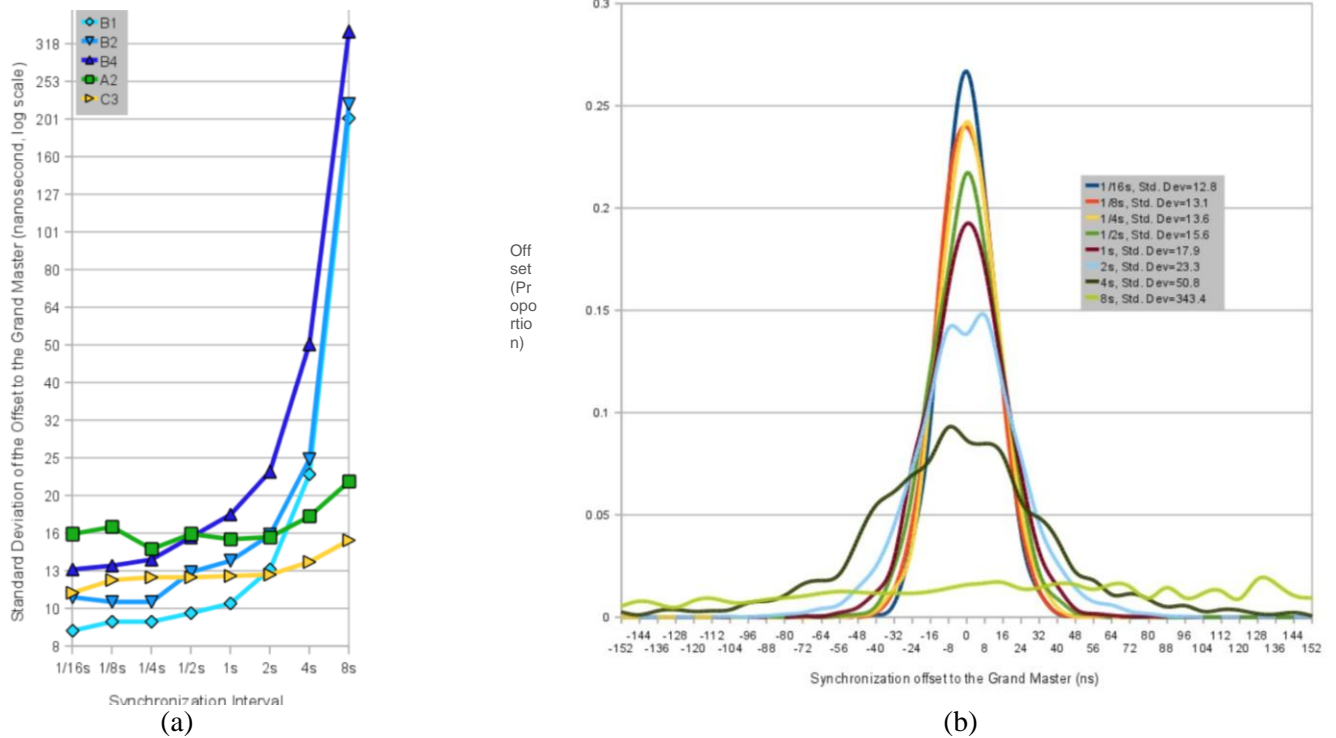 B1
B2
B4
A2
C3
318
253
201
160
127
101
80
64
50
40
32
25
20
16
13
10
8
Standard Deviation of the Offset to the Grand Master (nanosecond, log scale)
1/16s 1/8s 1/4s 1/2s 1s 2s 4s 8s
Synchronization Interval
(a)
Off
set
(Pr
opo
rtio
n)
0.3
0.25
0.2
0.15
0.1
0.05
0
1/16s, Std. Dev=12.8
1/8s, Std. Dev=13.1
1/4s, Std. Dev=13.6
1/2s, Std. Dev=15.6
1s, Std. Dev=17.9
2s, Std. Dev=23.3
4s, Std. Dev=50.8
8s, Std. Dev=343.4
-144 -128 -112 -96 -80 -64 -48 -32 -16 0 16 32 48 64 80 96 112 128 144
-152 -136 -120 -104 -88 -72 -56 -40 -24 -8 8 24 40 56 72 88 104 120 136 152
Synchronization offset to the Grand Master (ns)
(b)